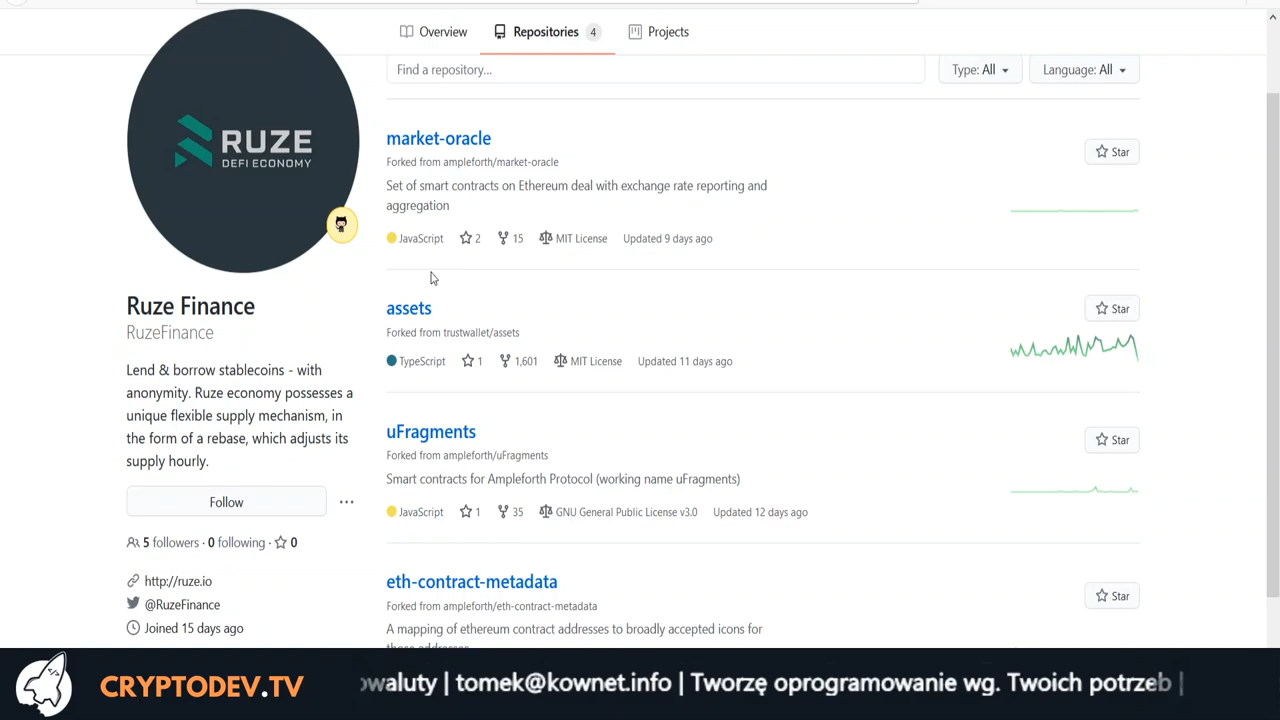 Overview
Repositories 4
Projects
Find a repository...
Type: All
Language: All
RUZE
DEFI ECONOMY
Ruze Finance
RuzeFinance
Lend & borrow stablecoins - with
anonymity. Ruze economy possesses a
unique flexible supply mechanism, in
the form of a rebase, which adjusts its
supply hourly.
Follow
5 followers · 0 following · 0
http://ruze.io
@RuzeFinance
Joined 15 days ago
market-oracle
Star
Forked from ampleforth/market-oracle
Set of smart contracts on Ethereum deal with exchange rate reporting and
aggregation
JavaScript 2 15 MIT License Updated 9 days ago
assets
Star
Forked from trustwallet/assets
TypeScript 1 1,601 MIT License Updated 11 days ago
uFragments
Star
Forked from ampleforth/uFragments
Smart contracts for Ampleforth Protocol (working name uFragments)
JavaScript 1 35 GNU General Public License v3.0 Updated 12 days ago
eth-contract-metadata
Star
Forked from ampleforth/eth-contract-metadata
A mapping of ethereum contract addresses to broadly accepted icons for
CRYPTODEV.TV
owaluty | tomek@kownet.info | Tworzę oprogramowanie wg. Twoich potrzeb |